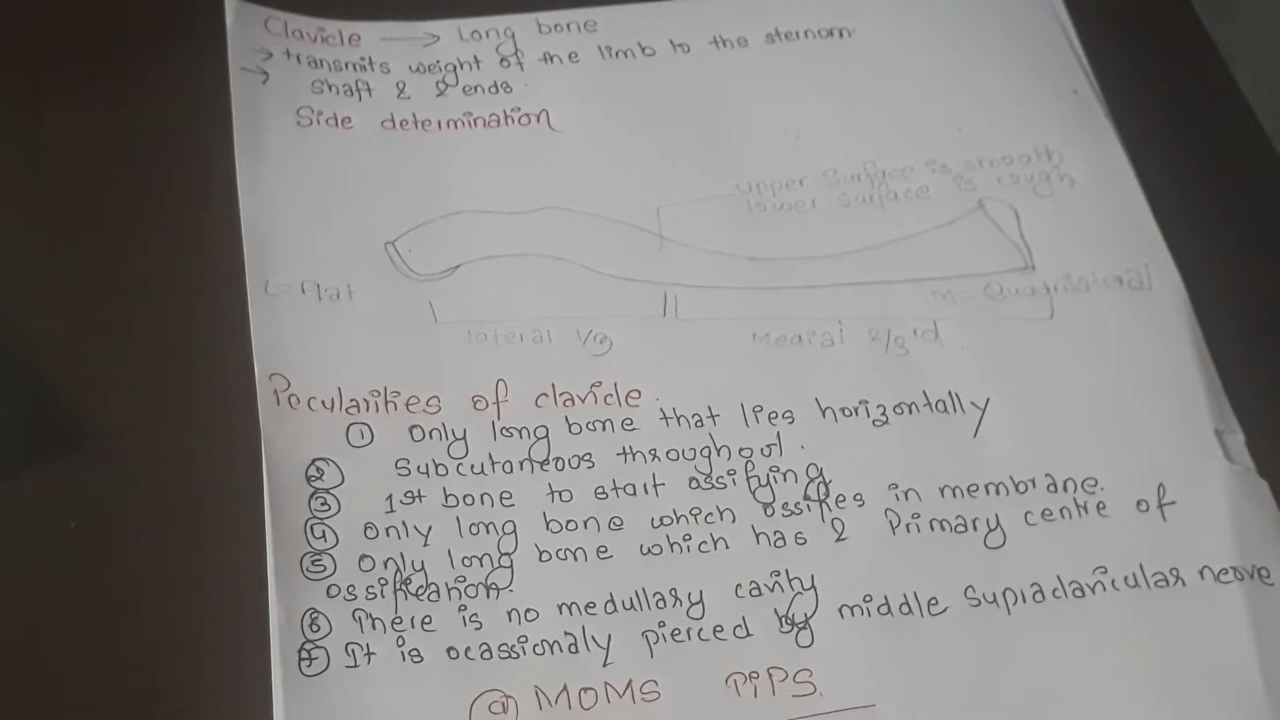 Clavicle → Long bone
→ transmits weight of the limb to the sternom
→ Shaft & 2 ends.
Side determination
upper surface is smooth
lower surface is rough
L = flat
m = Quadrilateral
lateral 1/3
Medial 2/3rd
Pecularities of clavicle.
① Only long bone that lies horizontally
② Subcutaneous throughout.
③ 1st bone to start ossifying
④ Only long bone which ossifies in membrane.
⑤ Only long bone which has 2 Primary centre of
ossification.
⑥ There is no medullary cavity
⑦ It is ocassionaly pierced by middle Supraclavicular nerve
@ MOMS PiPS.